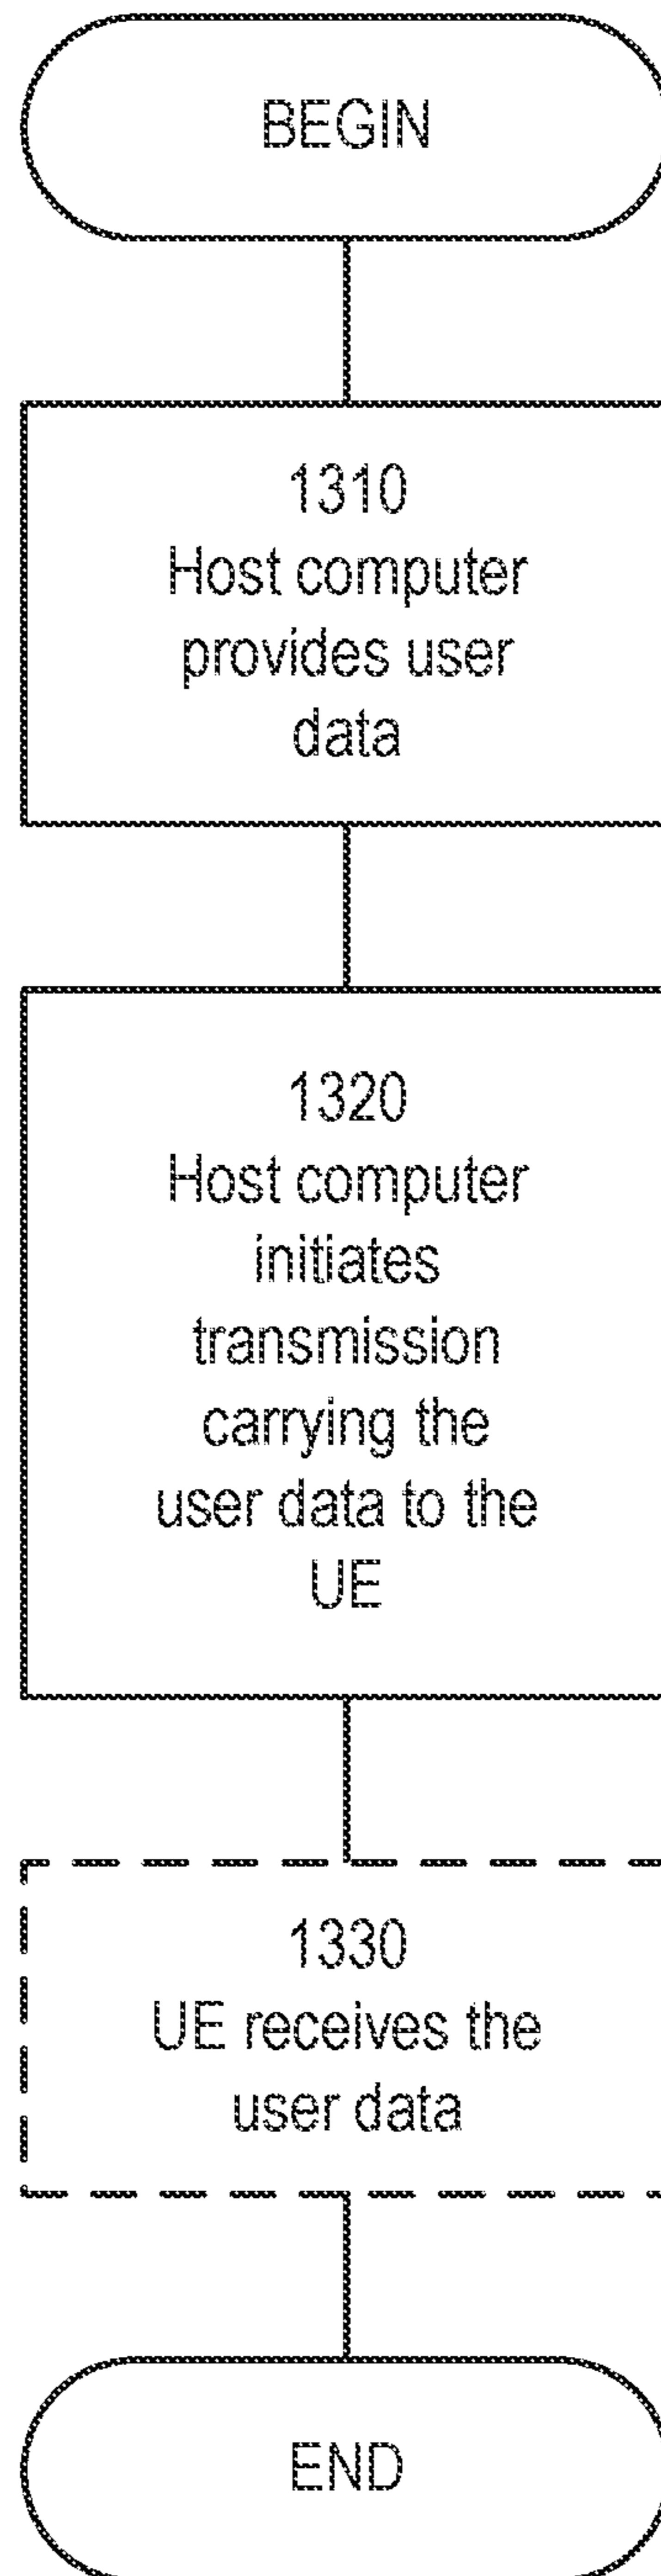 BEGIN
1310
Host computer
provides user
data
1320
Host computer
initiates
transmission
carrying the
user data to the
UE
1330
UE receives the
user data
END